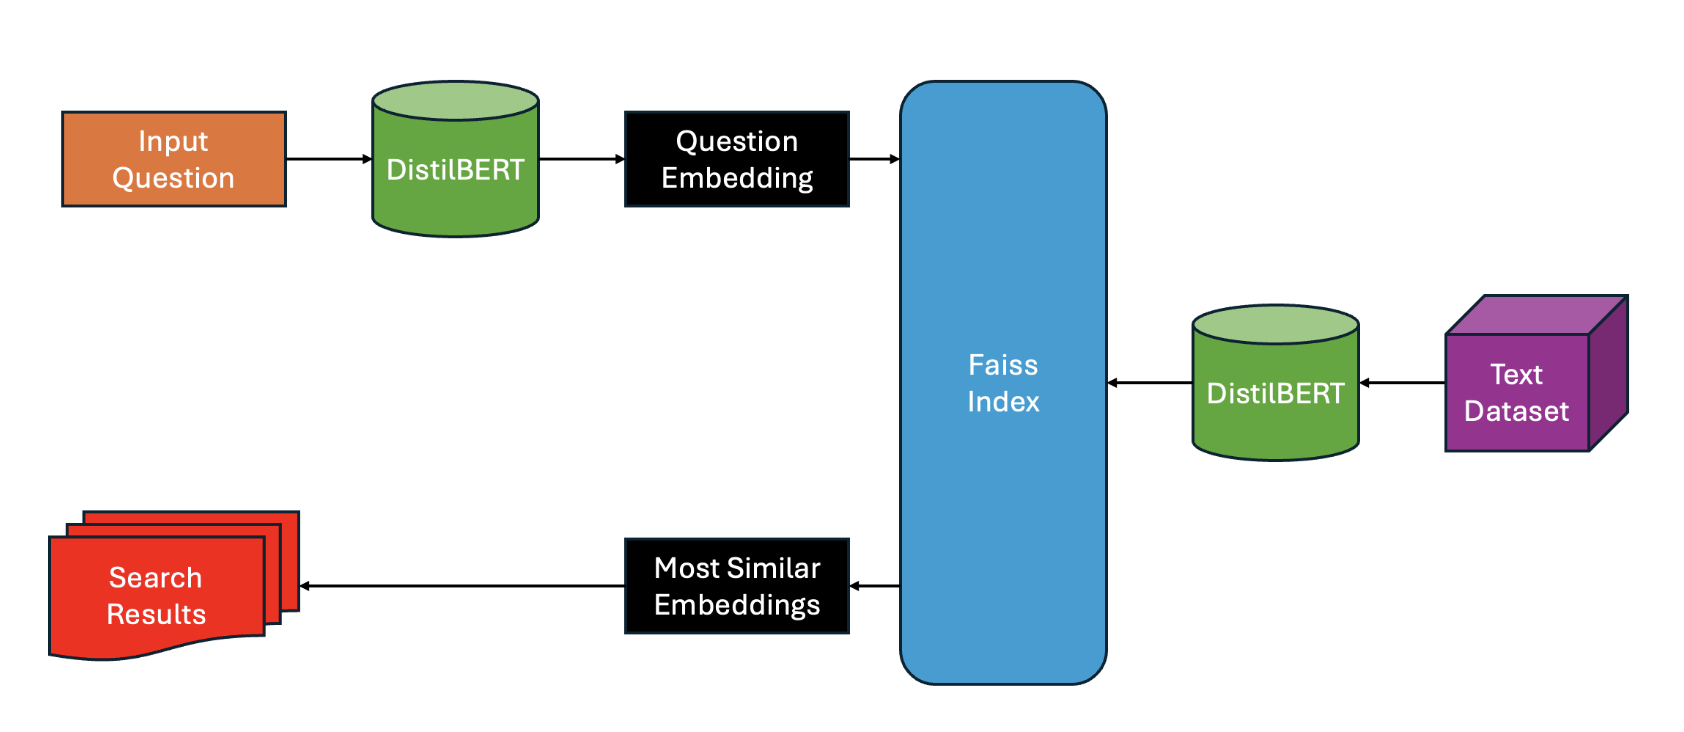 Input
Question
DistilBERT
Question
Embedding
Faiss
Index
DistilBERT
Text
Dataset
Most Similar
Embeddings
Search
Results